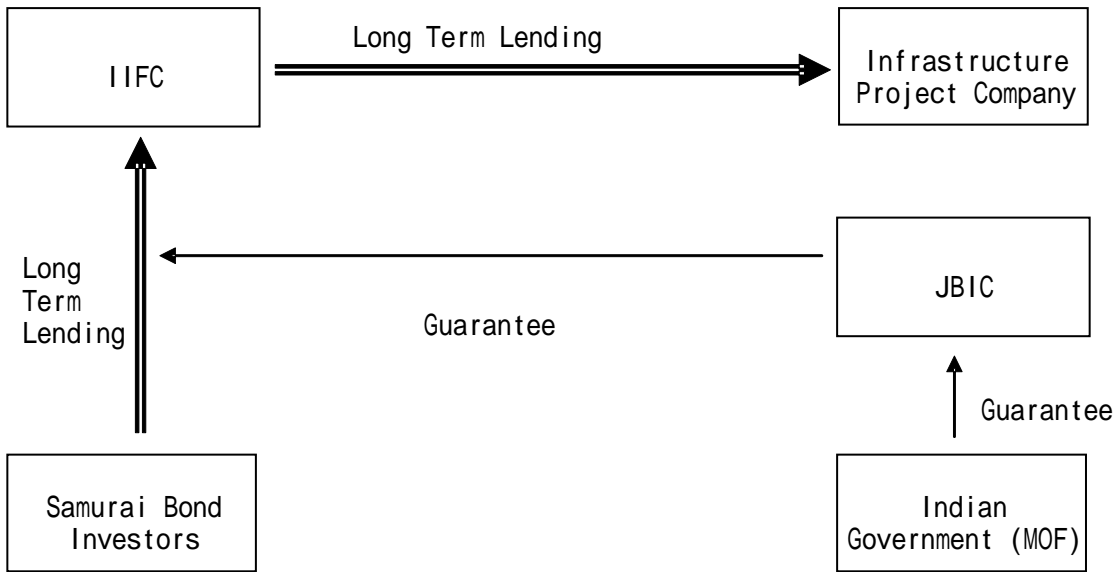 IIFC
Long Term Lending
Infrastructure
Project Company
Long
Term
Lending
Guarantee
JBIC
Guarantee
Samurai Bond
Investors
Indian
Government (MOF)